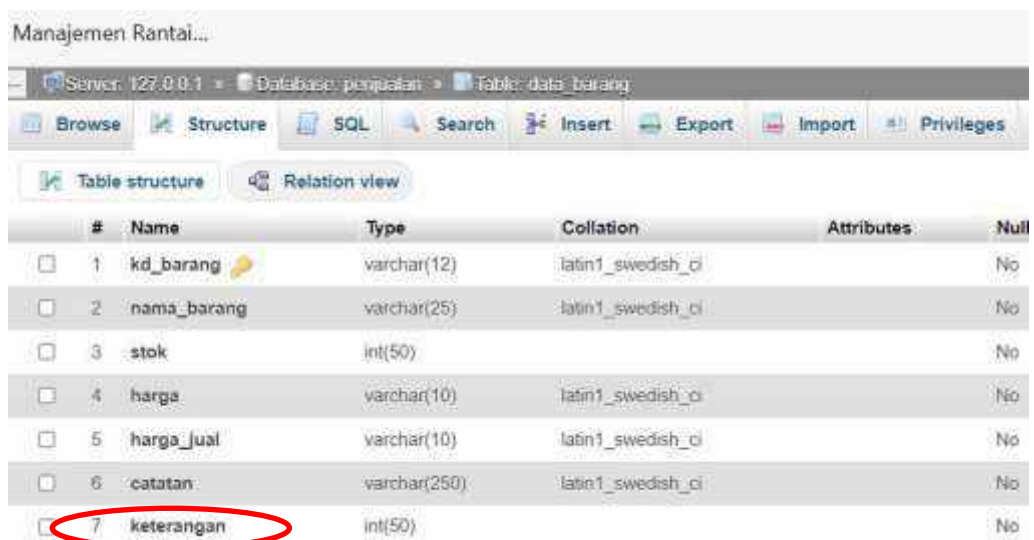 Manajemen Rantai...
Server: 127.0.0.1 » Database: penjualan » Table: data_barang
Browse Structure SQL Search Insert Export Import Privileges
Table structure Relation view
# Name Type Collation Attributes Null
1 kd_barang varchar(12) latin1_swedish_ci No
2 nama_barang varchar(25) latin1_swedish_ci No
3 stok int(50) No
4 harga varchar(10) latin1_swedish_ci No
5 harga_jual varchar(10) latin1_swedish_ci No
6 catatan varchar(250) latin1_swedish_ci No
7 keterangan int(50) No